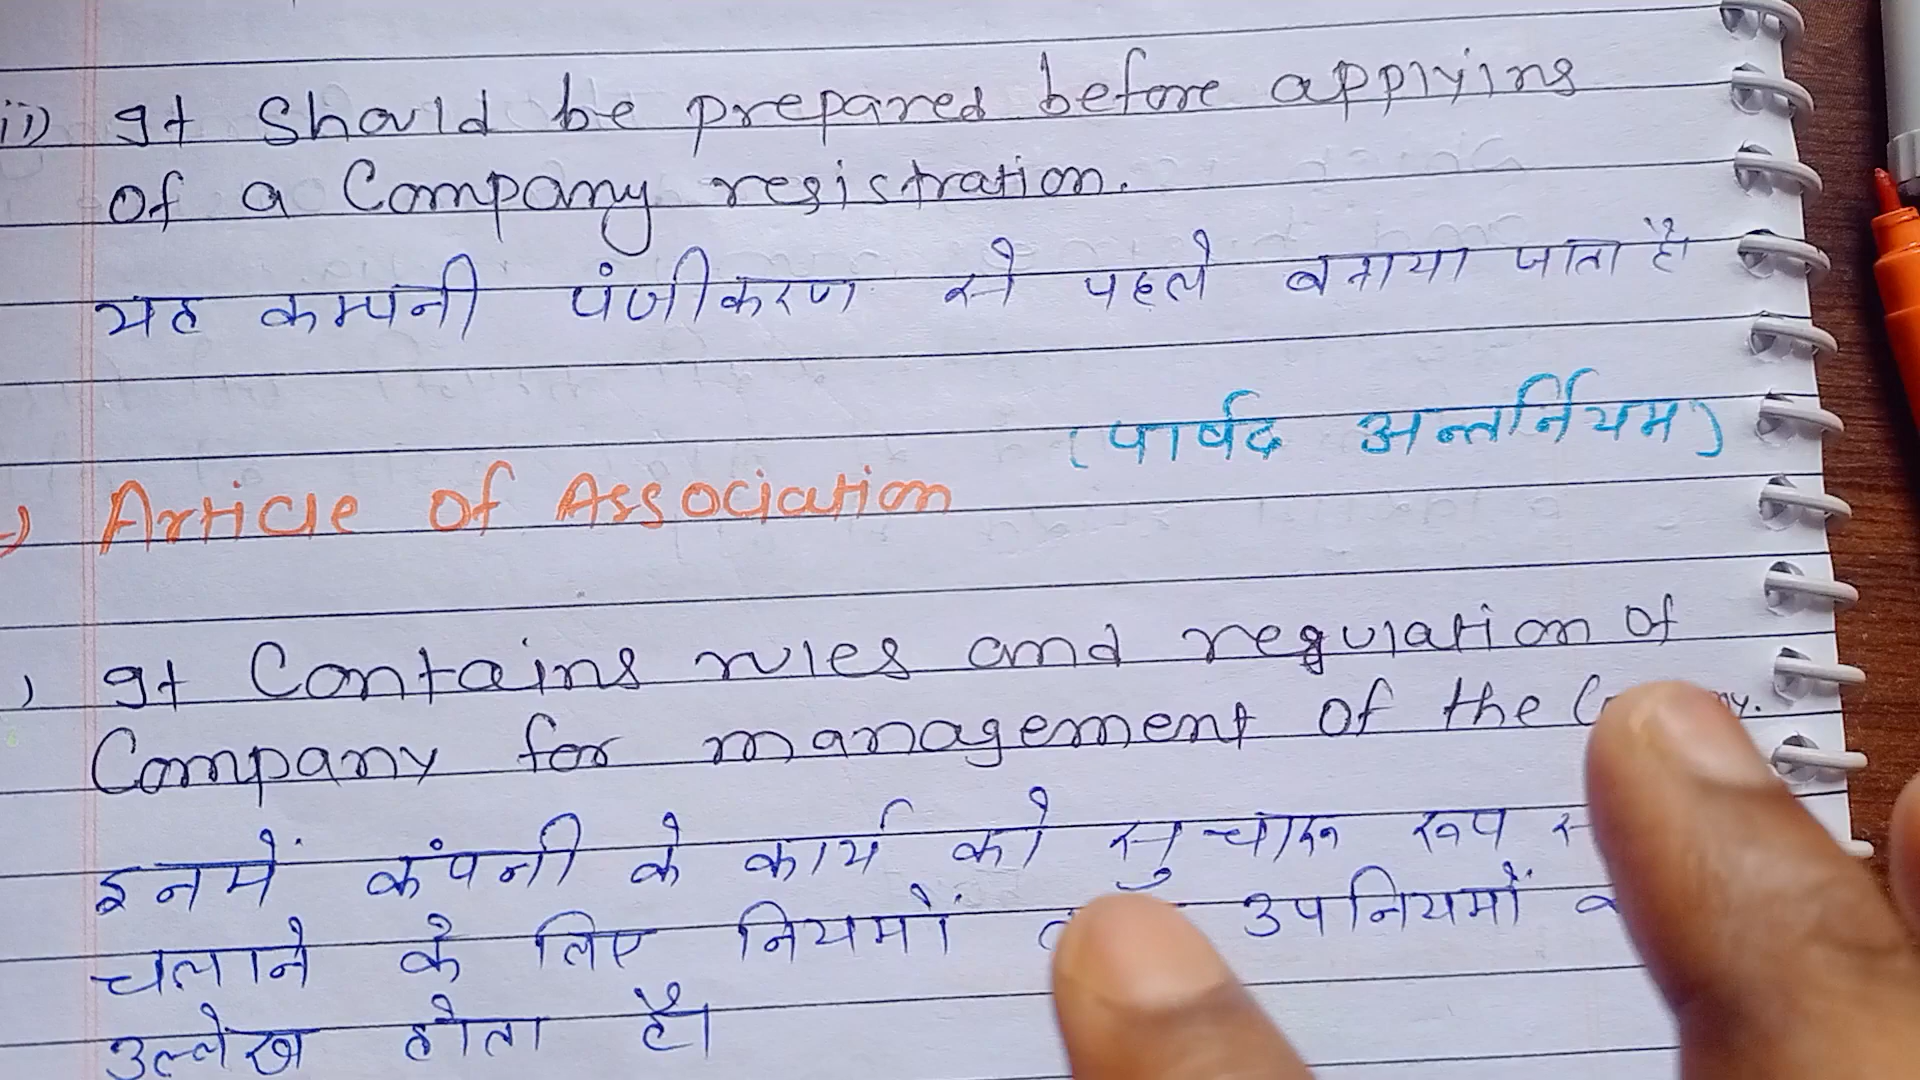 ii) It Should be prepared before applying
of a Company registration.
यह कम्पनी पंजीकरण से पहले बनाया जाता है
(पार्षद अन्तर्नियम)
Article of Association
It Contains rules and regulation of
Company for management of the
इनमें कंपनी के कार्य को सुचारू रूप
चलाने के लिए नियमों उपनियमों
उल्लेख होता है।